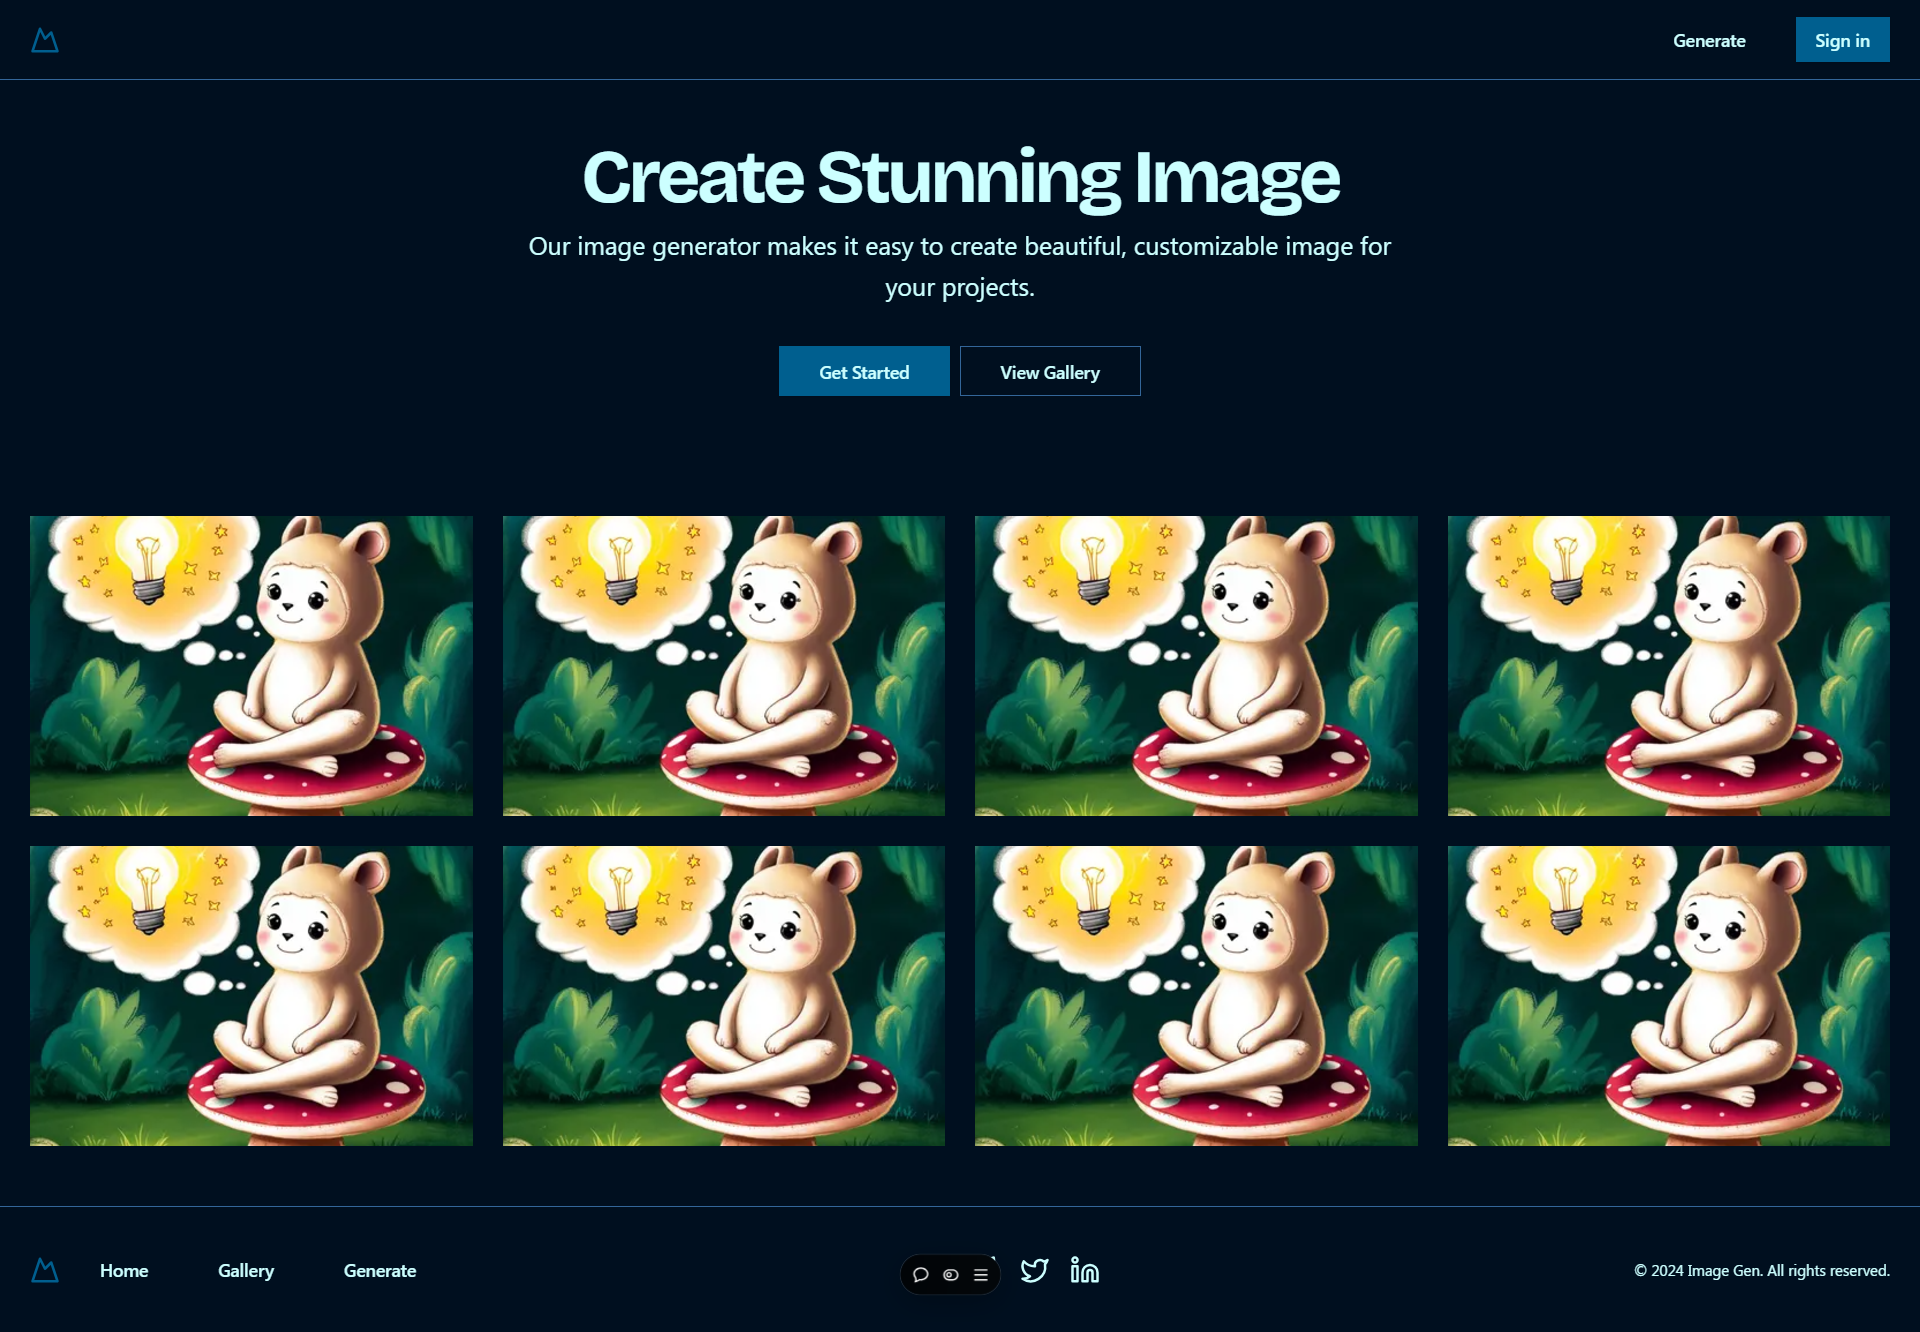 Generate
Sign in
Create Stunning Image
Our image generator makes it easy to create beautiful, customizable image for
your projects.
Get Started
View Gallery
Home
Gallery
Generate
© 2024 Image Gen. All rights reserved.